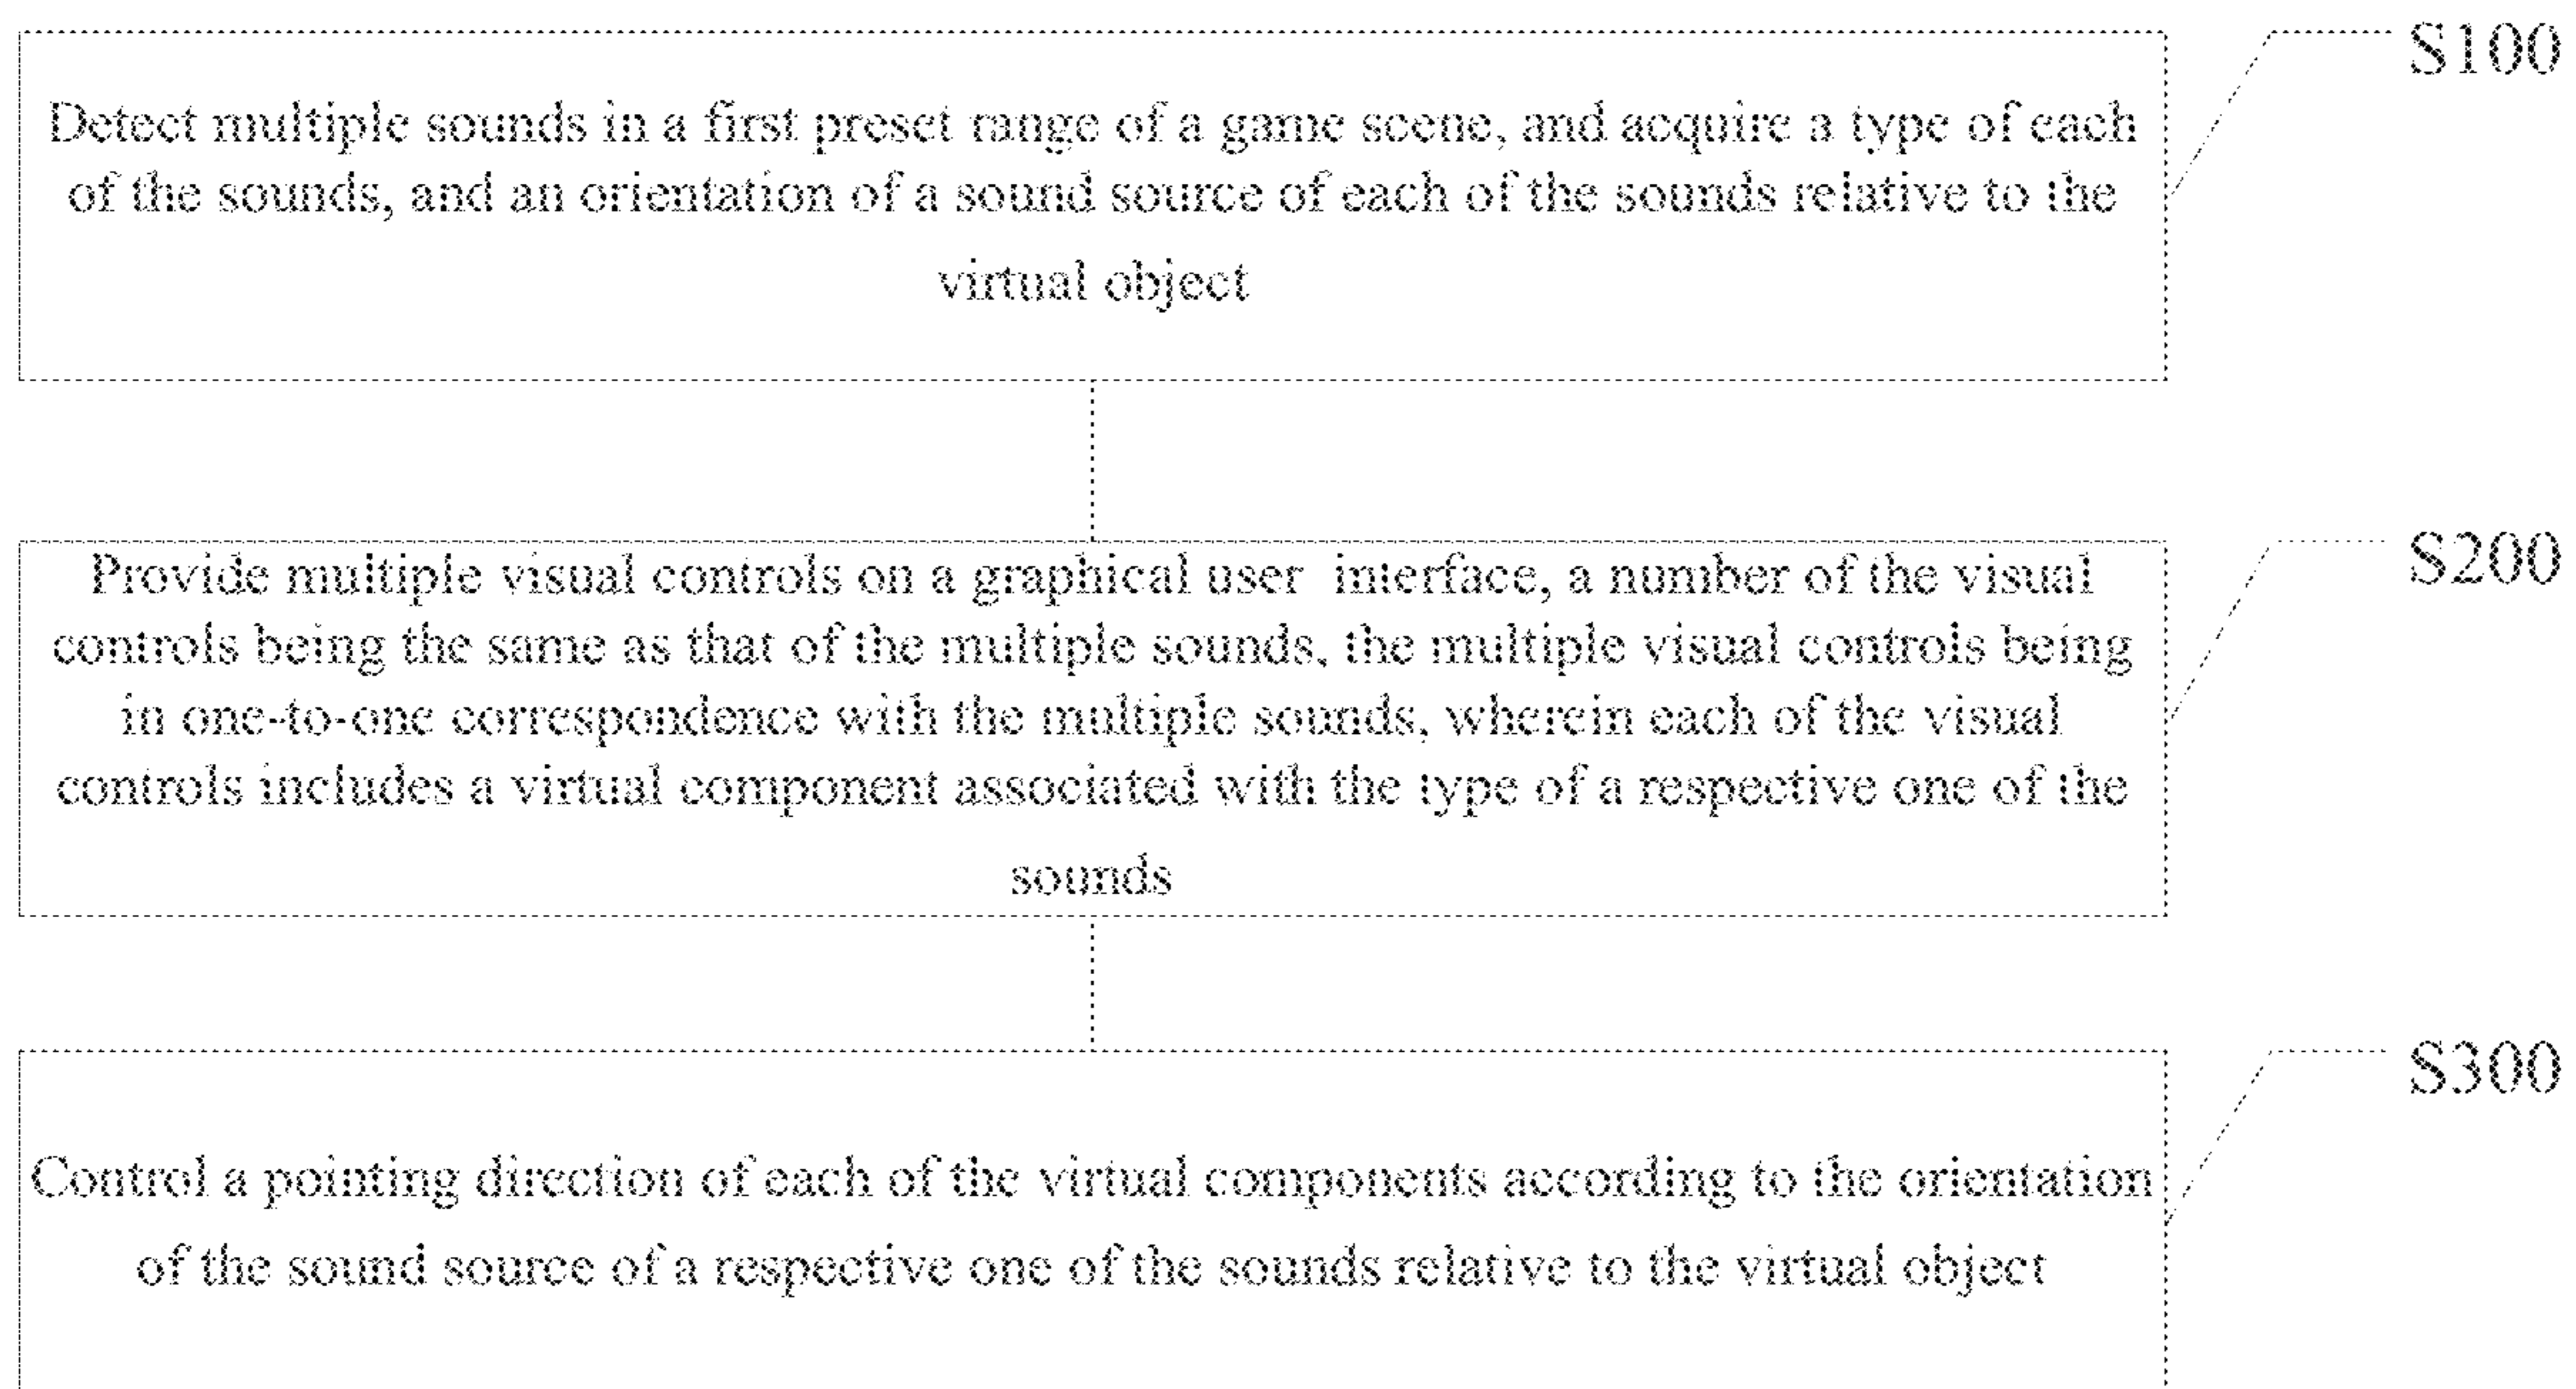 S100
Detect multiple sounds in a first preset range of a game scene, and acquire a type of each
of the sounds, and an orientation of a sound source of each of the sounds relative to the
virtual object
S200
Provide multiple visual controls on a graphical user interface, a number of the visual
controls being the same as that of the multiple sounds, the multiple visual controls being
in one-to-one correspondence with the multiple sounds, wherein each of the visual
controls includes a virtual component associated with the type of a respective one of the
sounds
S300
Control a pointing direction of each of the virtual components according to the orientation
of the sound source of a respective one of the sounds relative to the virtual object